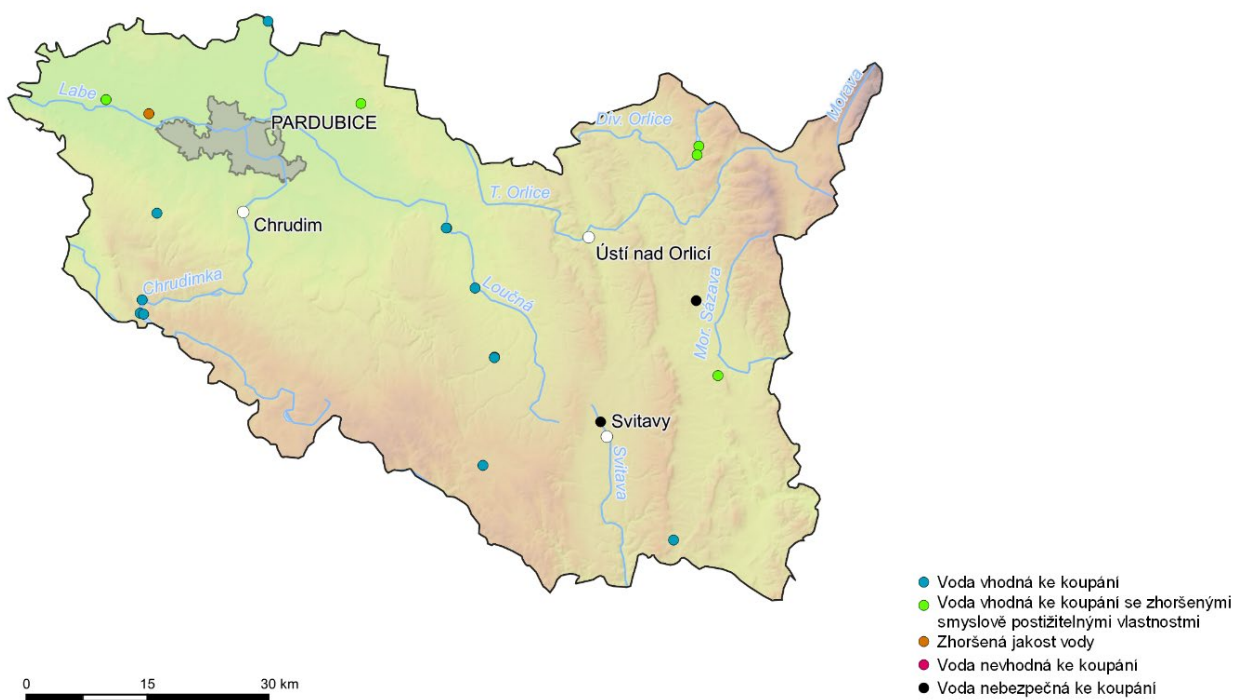 Labe
PARDUBICE
Div. Orlice
Morava
T. Orlice
Chrudim
Ústí nad Orlicí
Chrudimka
Loučná
Mor. Sázava
Svitavy
Svitava
Voda vhodná ke koupání
Voda vhodná ke koupání se zhoršenými
smyslově postižitelnými vlastnostmi
Zhoršená jakost vody
Voda nevhodná ke koupání
Voda nebezpečná ke koupání
0 15 30 km